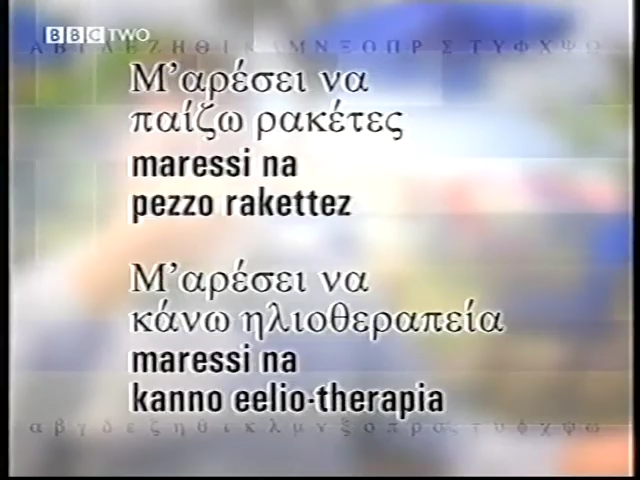 BBC TWO
Α Β Γ Δ Ε Ζ Η Θ Ι Κ Λ Μ Ν Ξ Ο Π Ρ Σ Τ Υ Φ Χ Ψ Ω
Μ'αρέσει να
παίζω ρακέτες
maressi na
pezzo rakettez
Μ'αρέσει να
κάνω ηλιοθεραπεία
maressi na
kanno eelio-therapia
α β γ δ ε ζ η θ ι κ λ μ ν ξ ο π ρ σ ς τ υ φ χ ψ ω